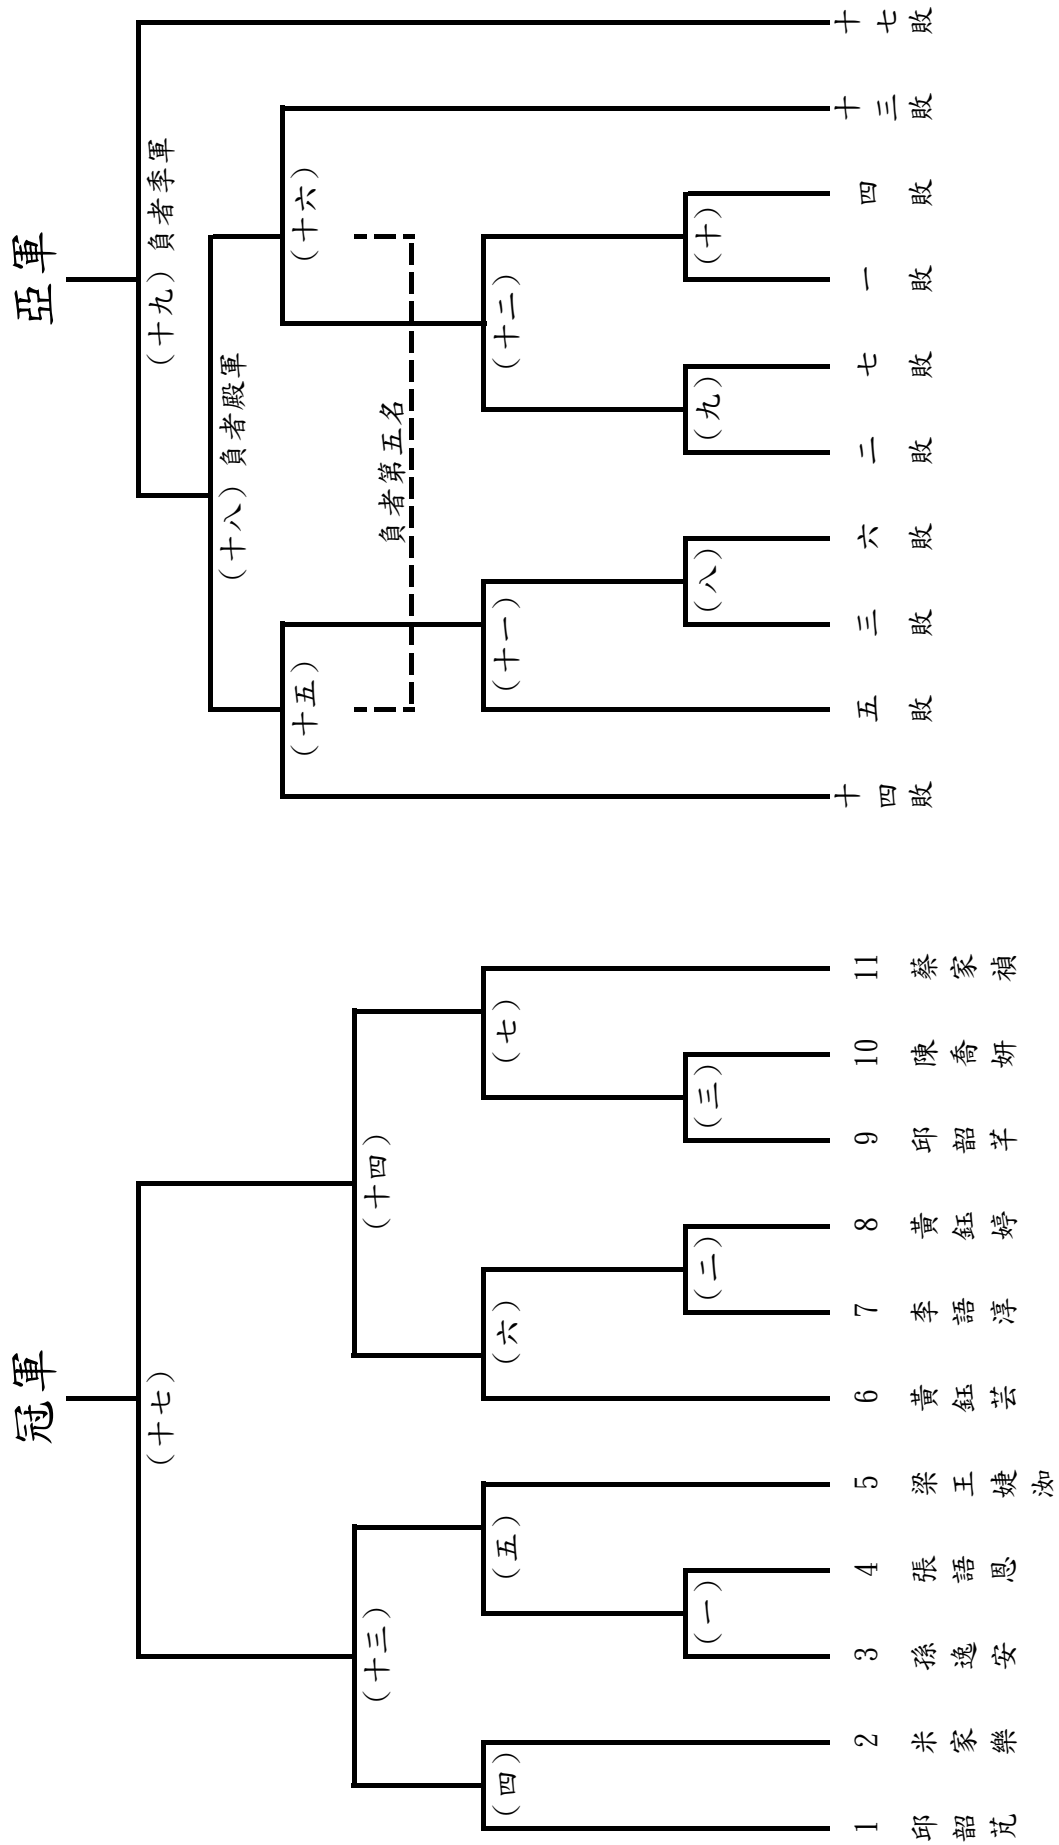 冠軍
(十七)
(十三)
(十四)
(四)
(五)
(六)
(七)
(一)
(二)
(三)
1 邱韶芃
2 米家樂
3 孫逸安
4 張語恩
5 梁王婕洳
6 黃鈺芸
7 李語淳
8 黃鈺婷
9 邱韶芊
10 陳喬妍
11 蔡家禎
亞軍
(十九)負者季軍
(十八)負者殿軍
(十五)
(十六)
負者第五名
(十一)
(十二)
(八)
(九)
(十)
十四敗
五敗
三敗
六敗
二敗
七敗
一敗
四敗
十三敗
十七敗